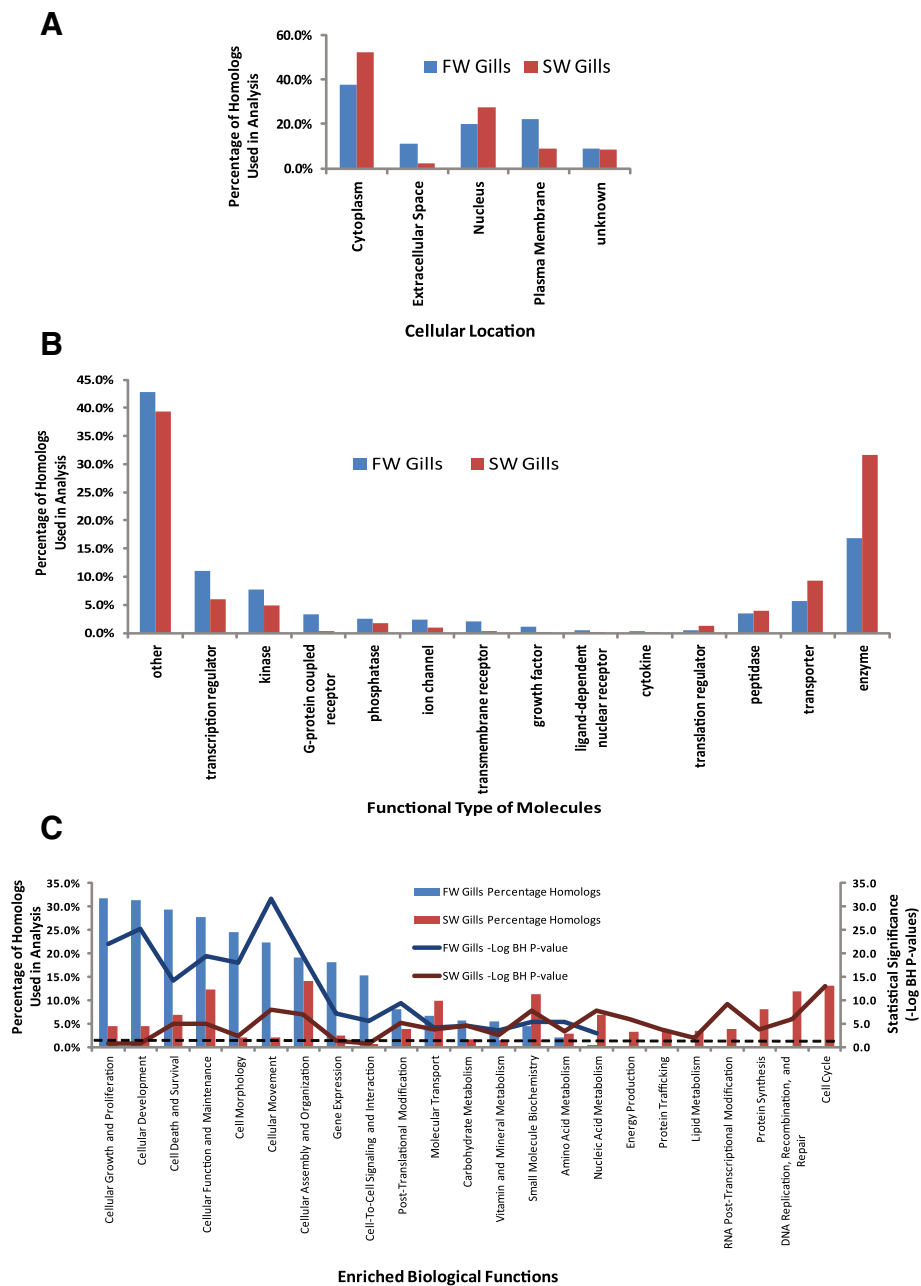 A
60.0%
40.0%
20.0%
0.0%
Percentage of Homologs
Used in Analysis
FW Gills
SW Gills
Cytoplasm
Extracellular Space
Nucleus
Plasma Membrane
unknown
Cellular Location
B
45.0%
40.0%
35.0%
30.0%
25.0%
20.0%
15.0%
10.0%
5.0%
0.0%
Percentage of Homologs
Used in Analysis
FW Gills
SW Gills
other
transcription regulator
kinase
G-protein coupled
receptor
phosphatase
ion channel
transmembrane receptor
growth factor
ligand-dependent
nuclear receptor
cytokine
translation regulator
peptidase
transporter
enzyme
Functional Type of Molecules
C
35.0%
30.0%
25.0%
20.0%
15.0%
10.0%
5.0%
0.0%
Percentage of Homologs
Used in Analysis
FW Gills Percentage Homologs
SW Gills Percentage Homologs
FW Gills -Log BH P-value
SW Gills -Log BH P-value
35.0
30.0
25.0
20.0
15.0
10.0
5.0
0.0
Statistical Significance
(-Log BH P-values)
Cellular Growth and Proliferation
Cellular Development
Cell Death and Survival
Cellular Function and Maintenance
Cell Morphology
Cellular Movement
Cellular Assembly and Organization
Gene Expression
Cell-To-Cell Signaling and Interaction
Post-Translational Modification
Molecular Transport
Carbohydrate Metabolism
Vitamin and Mineral Metabolism
Small Molecule Biochemistry
Amino Acid Metabolism
Nucleic Acid Metabolism
Energy Production
Protein Trafficking
Lipid Metabolism
RNA Post-Transcriptional Modification
Protein Synthesis
DNA Replication, Recombination, and
Repair
Cell Cycle
Enriched Biological Functions